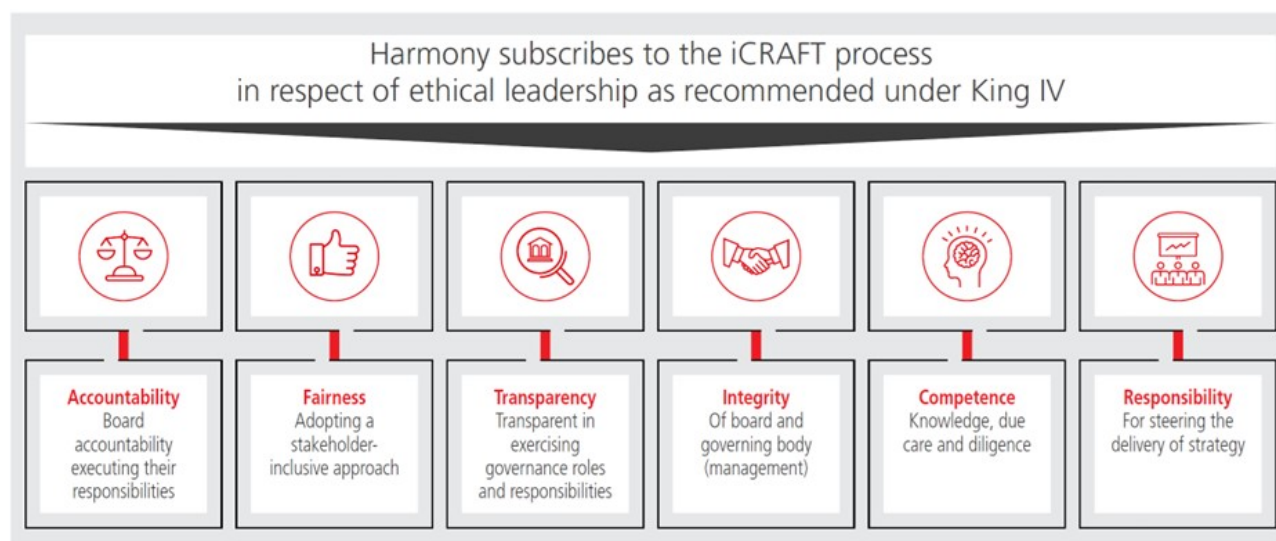 Harmony subscribes to the iCRAFT process
in respect of ethical leadership as recommended under King IV
Accountability
Board
accountability
executing their
responsibilities
Fairness
Adopting a
stakeholder-
inclusive approach
Transparency
Transparent in
exercising
governance roles
and responsibilities
Integrity
Of board and
governing body
(management)
Competence
Knowledge, due
care and diligence
Responsibility
For steering the
delivery of strategy